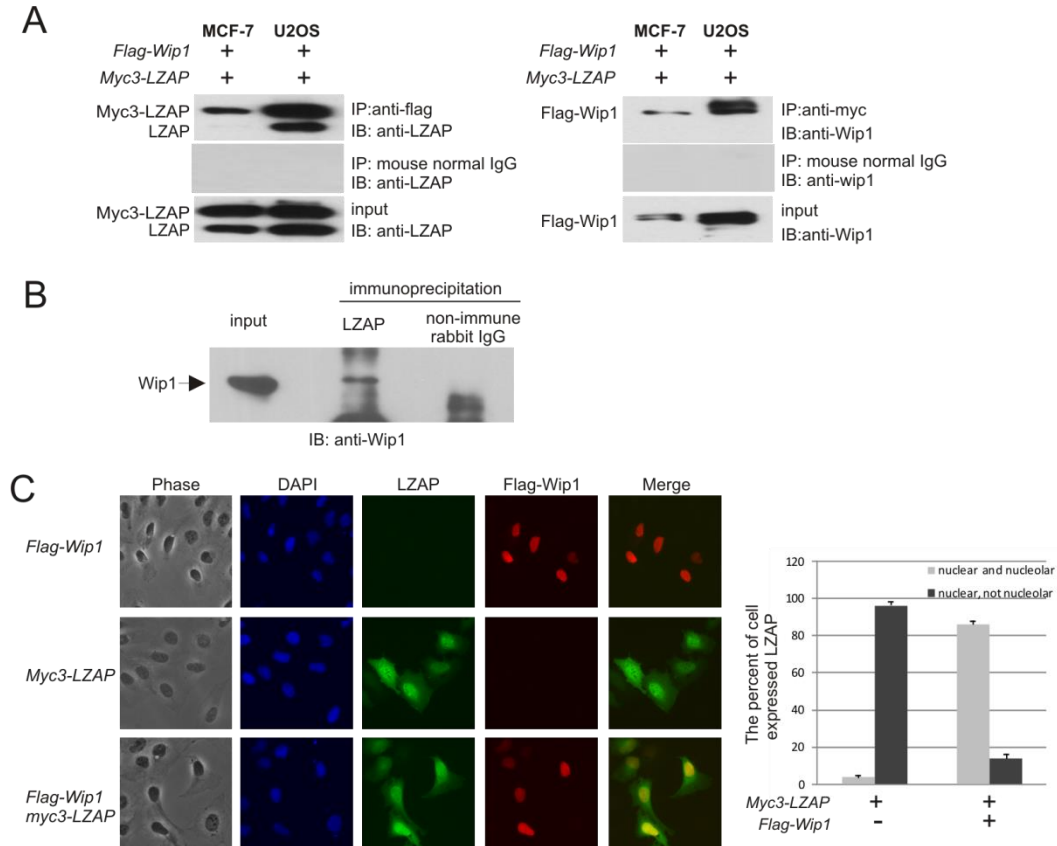 A
MCF-7 U2OS
Flag-Wip1 + +
Myc3-LZAP + +
Myc3-LZAP
LZAP
IP:anti-flag
IB: anti-LZAP
IP: mouse normal IgG
IB: anti-LZAP
Myc3-LZAP
LZAP
input
IB: anti-LZAP
MCF-7 U2OS
Flag-Wip1 + +
Myc3-LZAP + +
Flag-Wip1
IP:anti-myc
IB:anti-Wip1
IP: mouse normal IgG
IB: anti-wip1
Flag-Wip1
input
IB:anti-Wip1
B
immunoprecipitation
input LZAP non-immune
rabbit IgG
Wip1
IB: anti-Wip1
C
Phase DAPI LZAP Flag-Wip1 Merge
Flag-Wip1
Myc3-LZAP
Flag-Wip1
myc3-LZAP
The percent of cell
expressed LZAP
120
100
80
60
40
20
0
nuclear and nucleolar
nuclear, not nucleolar
Myc3-LZAP + +
Flag-Wip1 - +